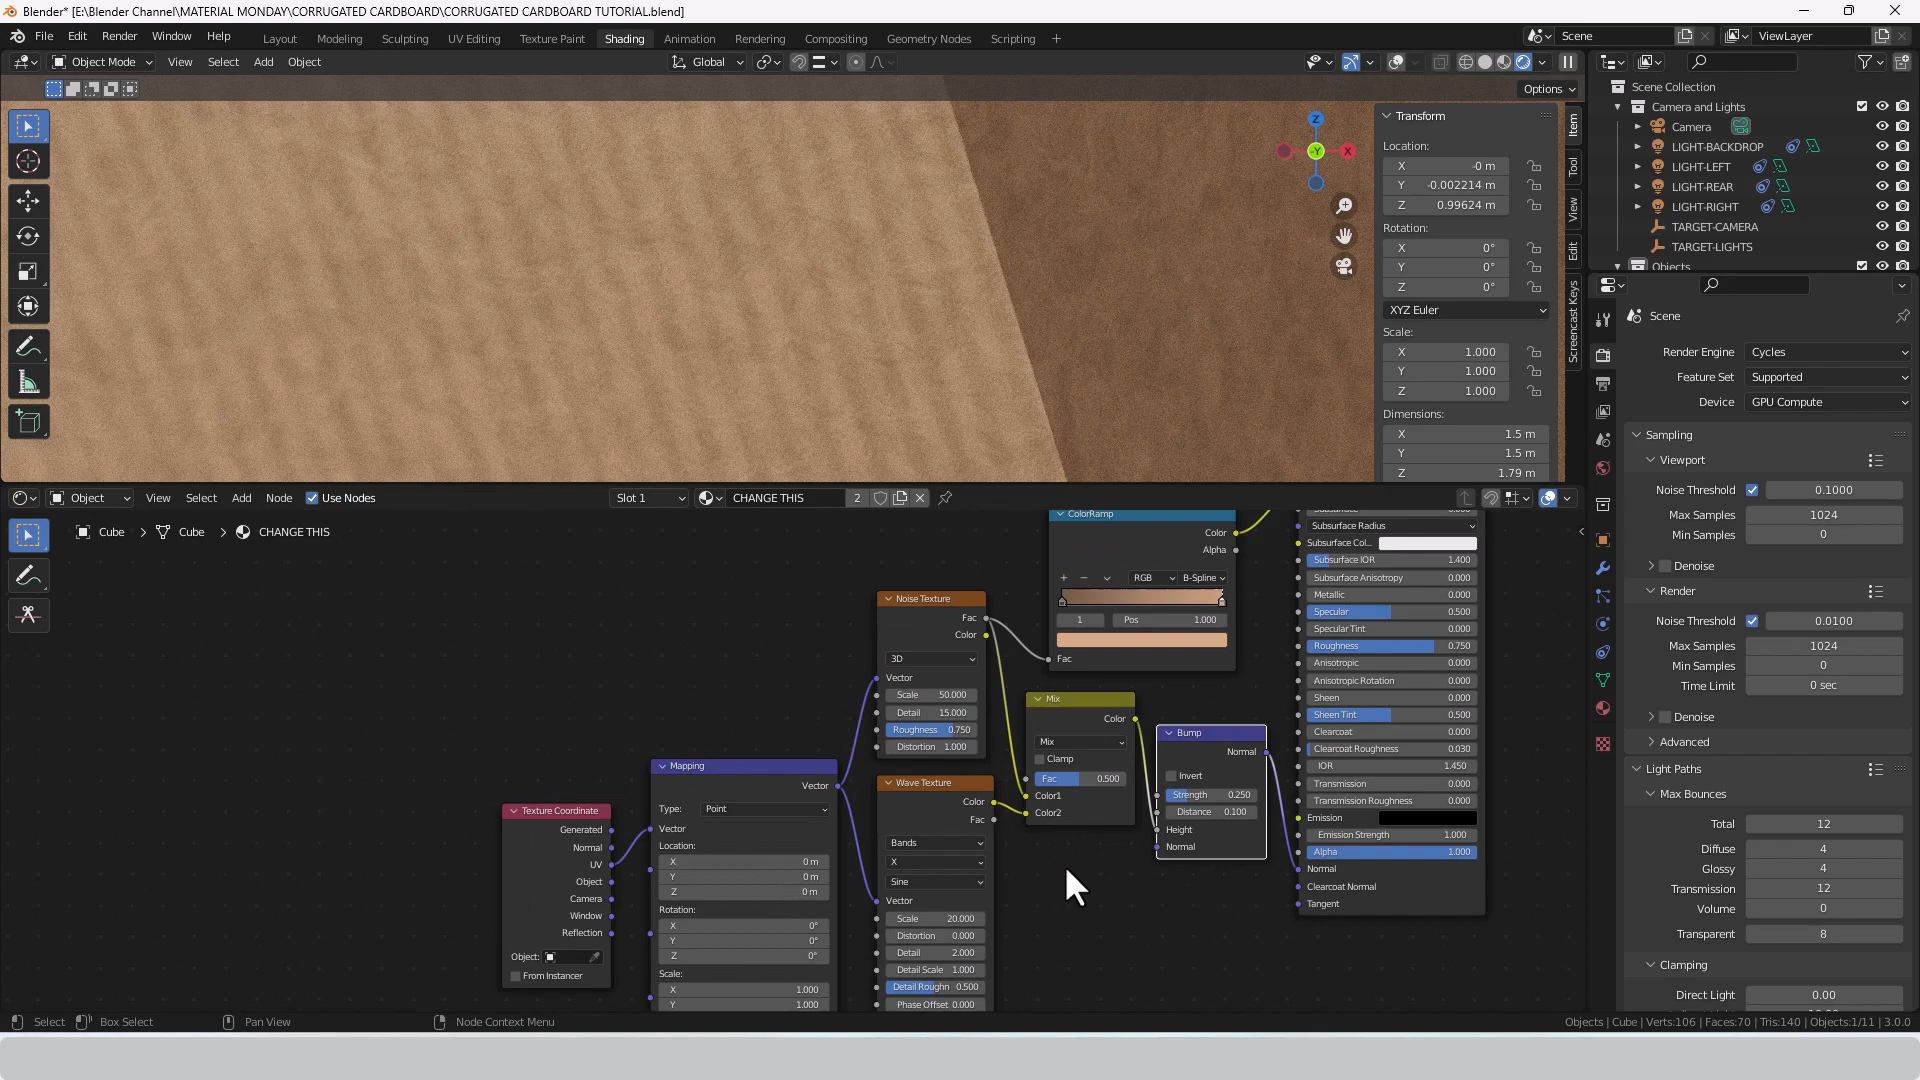 Blender* [E:\Blender Channel\MATERIAL MONDAY\CORRUGATED CARDBOARD\CORRUGATED CARDBOARD TUTORIAL.blend]
File Edit Render Window Help Layout Modeling Sculpting UV Editing Texture Paint Shading Animation Rendering Compositing Geometry Nodes Scripting + Scene ViewLayer
Object Mode View Select Add Object Global
Options
Transform
Location:
X -0 m
Y -0.002214 m
Z 0.99624 m
Rotation:
X 0°
Y 0°
Z 0°
XYZ Euler
Scale:
X 1.000
Y 1.000
Z 1.000
Dimensions:
X 1.5 m
Y 1.5 m
Z 1.79 m
Item
Tool
View
Edit
Screencast Keys
Z
-Y
X
Scene Collection
Camera and Lights
Camera
LIGHT-BACKDROP
LIGHT-LEFT
LIGHT-REAR
LIGHT-RIGHT
TARGET-CAMERA
TARGET-LIGHTS
Objects
Scene
Render Engine Cycles
Feature Set Supported
Device GPU Compute
Sampling
Viewport
Noise Threshold 0.1000
Max Samples 1024
Min Samples 0
Denoise
Render
Noise Threshold 0.0100
Max Samples 1024
Min Samples 0
Time Limit 0 sec
Denoise
Advanced
Light Paths
Max Bounces
Total 12
Diffuse 4
Glossy 4
Transmission 12
Volume 0
Transparent 8
Clamping
Direct Light 0.00
Object View Select Add Node Use Nodes Slot 1 CHANGE THIS 2
Cube > Cube > CHANGE THIS
Texture Coordinate
Generated
Normal
UV
Object
Camera
Window
Reflection
Object:
From Instancer
Mapping
Vector
Type: Point
Vector
Location:
X 0 m
Y 0 m
Z 0 m
Rotation:
X 0°
Y 0°
Z 0°
Scale:
X 1.000
Y 1.000
Noise Texture
Fac
Color
3D
Vector
Scale 50.000
Detail 15.000
Roughness 0.750
Distortion 1.000
Wave Texture
Color
Fac
Bands
X
Sine
Vector
Scale 20.000
Distortion 0.000
Detail 2.000
Detail Scale 1.000
Detail Roughn 0.500
Phase Offset 0.000
ColorRamp
Color
Alpha
+ - RGB B-Spline
1 Pos 1.000
Fac
Mix
Color
Mix
Clamp
Fac 0.500
Color1
Color2
Bump
Normal
Invert
Strength 0.250
Distance 0.100
Height
Normal
Subsurface Radius
Subsurface Col...
Subsurface IOR 1.400
Subsurface Anisotropy 0.000
Metallic 0.000
Specular 0.500
Specular Tint 0.000
Roughness 0.750
Anisotropic 0.000
Anisotropic Rotation 0.000
Sheen 0.000
Sheen Tint 0.500
Clearcoat 0.000
Clearcoat Roughness 0.030
IOR 1.450
Transmission 0.000
Transmission Roughness 0.000
Emission
Emission Strength 1.000
Alpha 1.000
Normal
Clearcoat Normal
Tangent
Select Box Select Pan View Node Context Menu Objects | Cube | Verts:106 | Faces:70 | Tris:140 | Objects:1/11 | 3.0.0